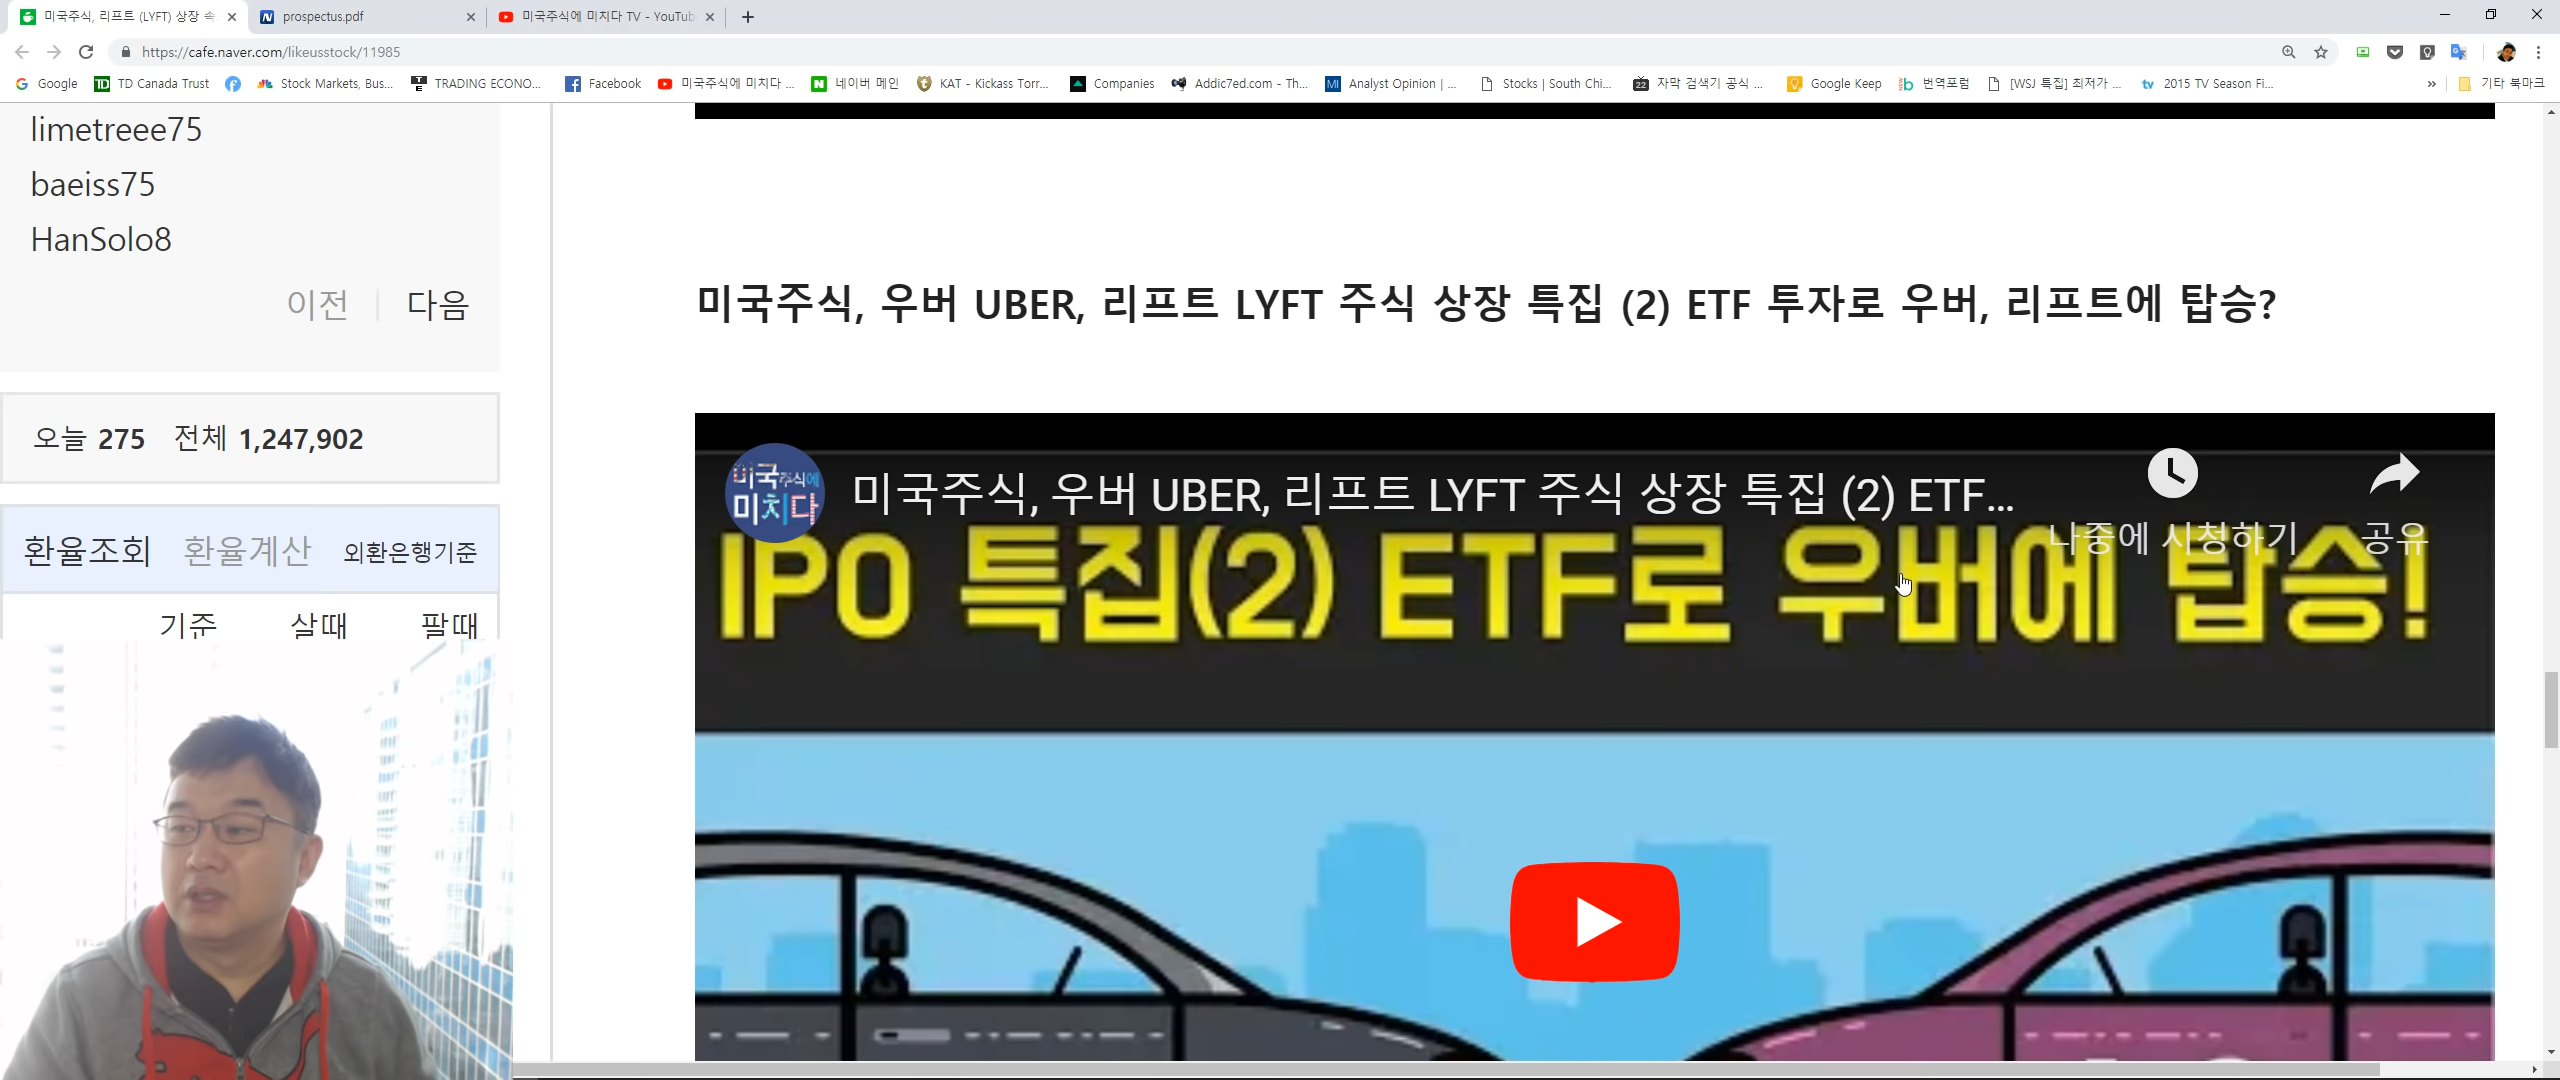 미국주식, 리프트 (LYFT) 상장 속
prospectus.pdf
미국주식에 미치다 TV - YouTub
https://cafe.naver.com/likeusstock/11985
Google
TD Canada Trust
Stock Markets, Bus...
TRADING ECONO...
Facebook
미국주식에 미치다 ...
네이버 메인
KAT - Kickass Torr...
Companies
Addic7ed.com - Th...
Analyst Opinion | ...
Stocks | South Chi...
자막 검색기 공식 ...
Google Keep
번역포럼
[WSJ 특집] 최저가 ...
2015 TV Season Fi...
»
기타 북마크
limetreee75
baeiss75
HanSolo8
이전 | 다음
오늘 275 전체 1,247,902
환율조회 환율계산 외환은행기준
기준 살때 팔때
미국주식, 우버 UBER, 리프트 LYFT 주식 상장 특집 (2) ETF 투자로 우버, 리프트에 탑승?
미국주식에
미치다
미국주식, 우버 UBER, 리프트 LYFT 주식 상장 특집 (2) ETF...
나중에 시청하기
공유
IPO 특집(2) ETF로 우버에 탑승!